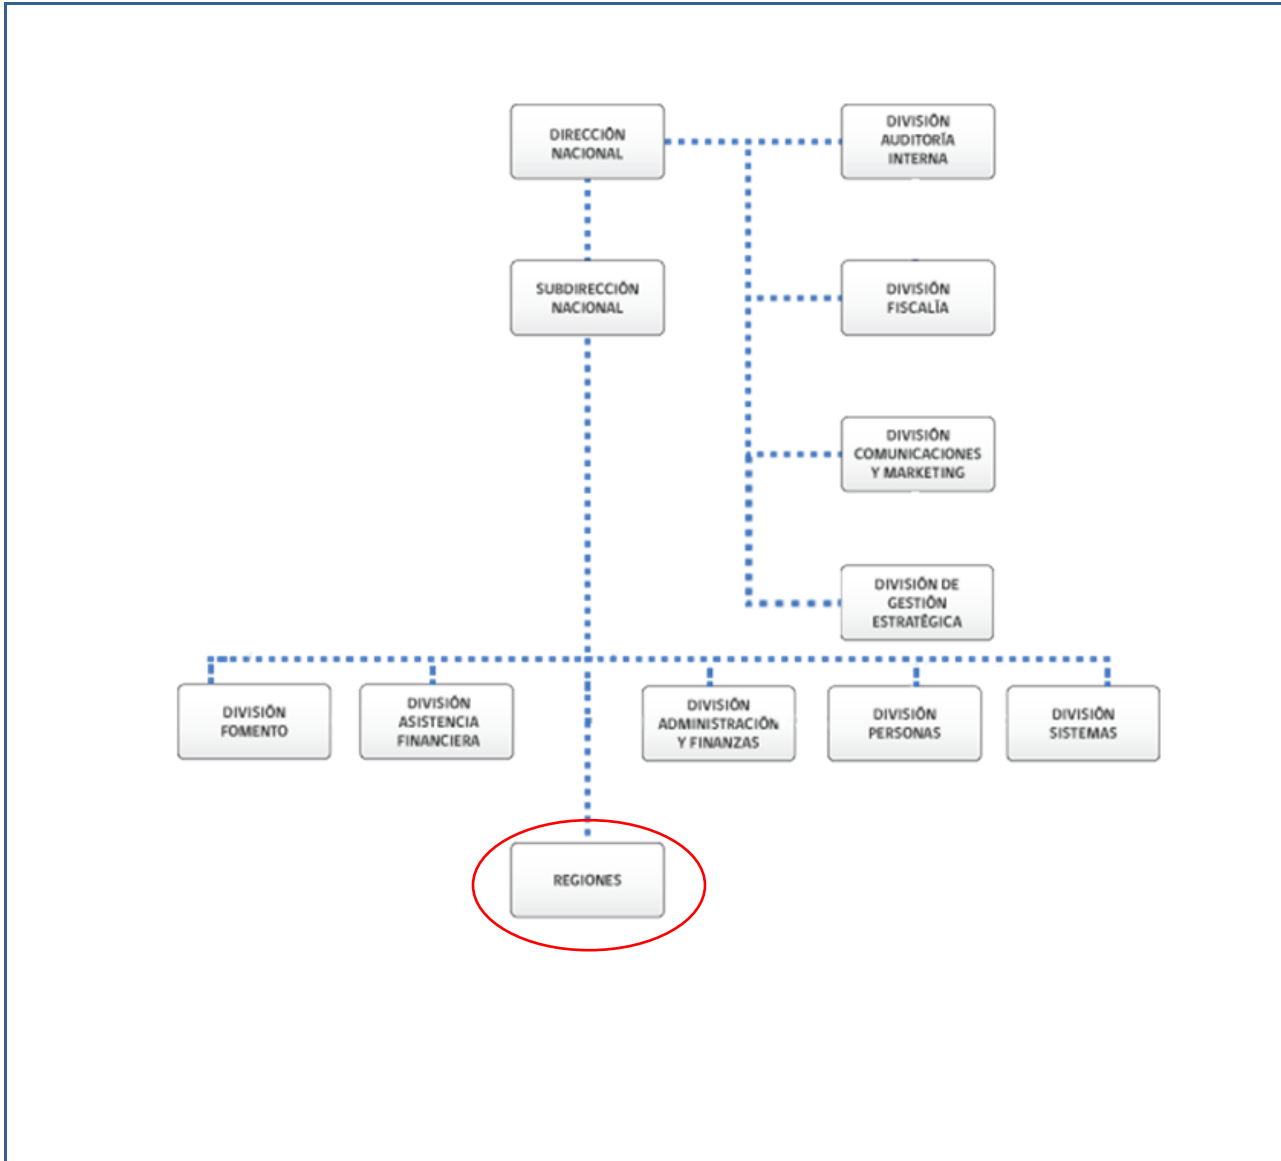 DIRECCIÓN
NACIONAL
DIVISIÓN
AUDITORÍA
INTERNA
SUBDIRECCIÓN
NACIONAL
DIVISIÓN
FISCALÍA
DIVISIÓN
COMUNICACIONES
Y MARKETING
DIVISIÓN DE
GESTIÓN
ESTRATÉGICA
DIVISIÓN
FOMENTO
DIVISIÓN
ASISTENCIA
FINANCIERA
DIVISIÓN
ADMINISTRACIÓN
Y FINANZAS
DIVISIÓN
PERSONAS
DIVISIÓN
SISTEMAS
REGIONES